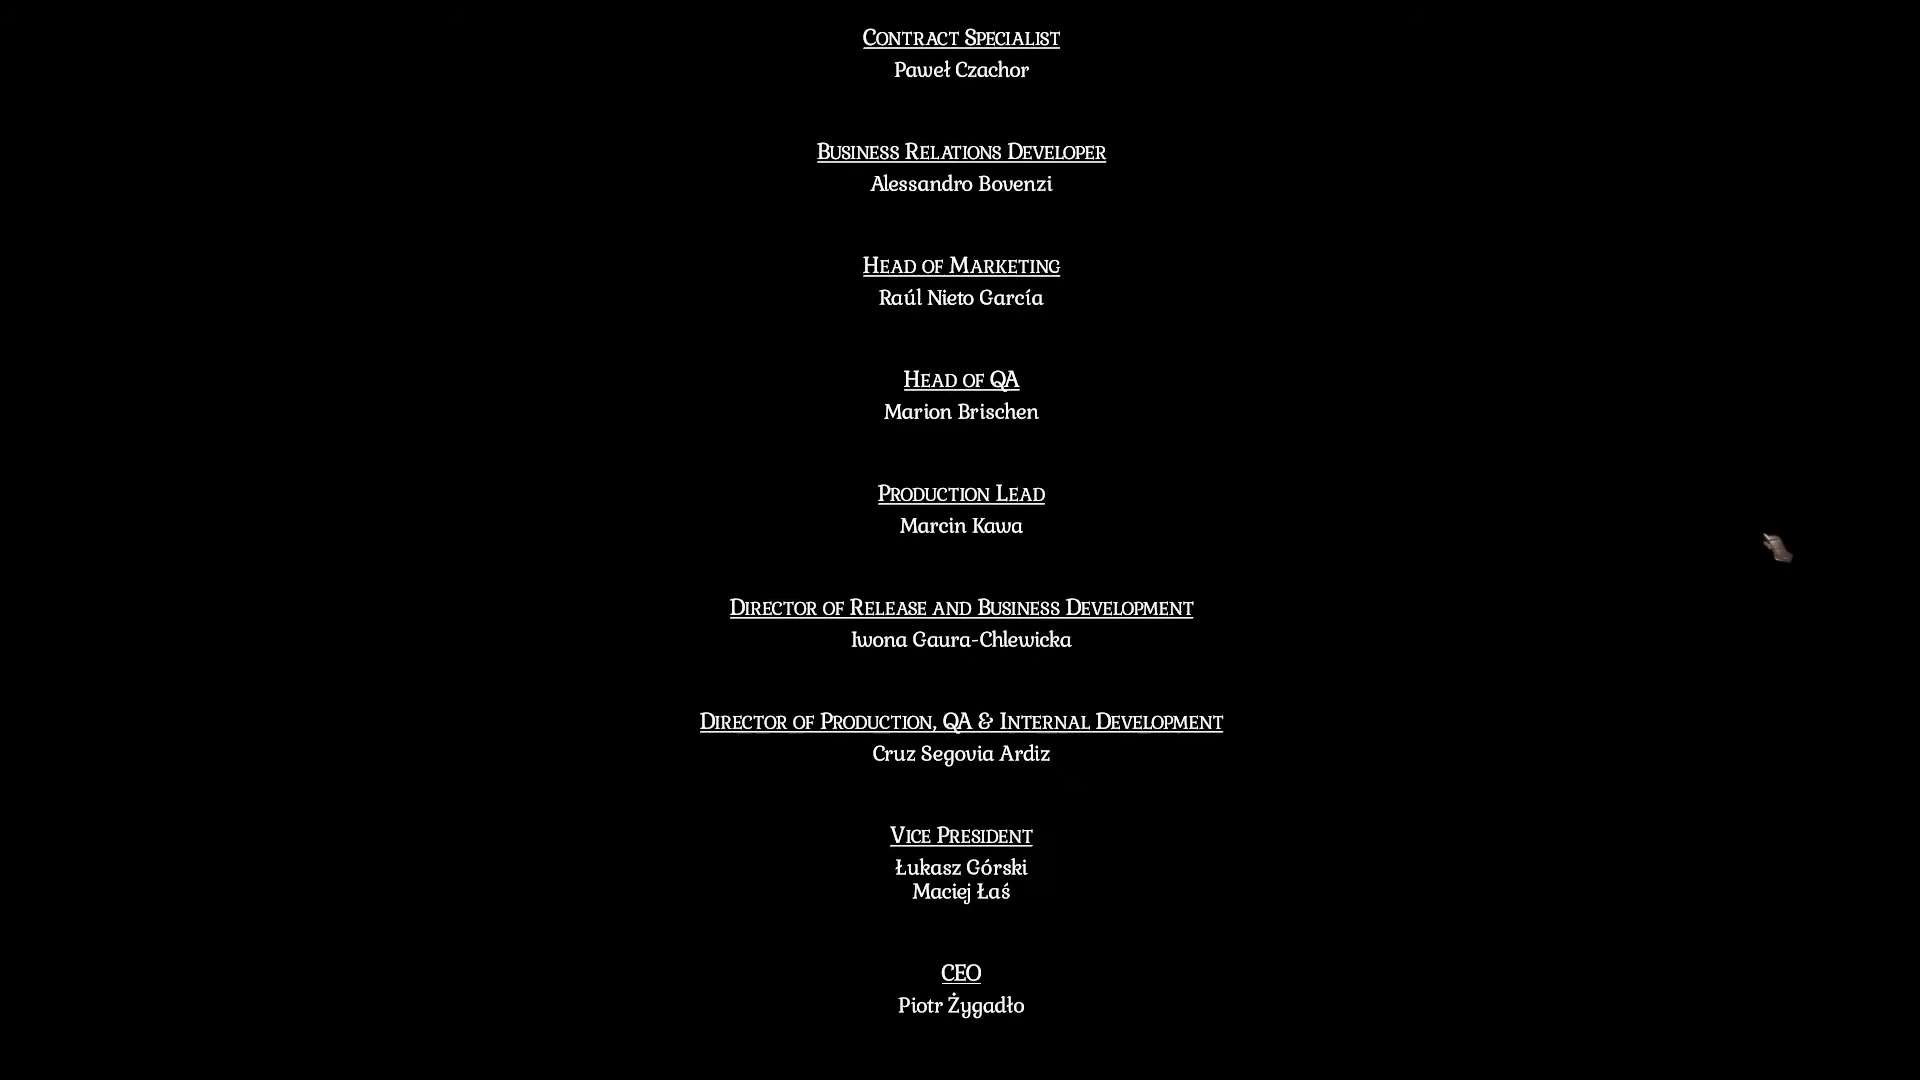 Contract Specialist
Paweł Czachor
Business Relations Developer
Alessandro Bovenzi
Head of Marketing
Raúl Nieto García
Head of QA
Marion Brischen
Production Lead
Marcin Kawa
Director of Release and Business Development
Iwona Gaura-Chlewicka
Director of Production, QA & Internal Development
Cruz Segovia Ardiz
Vice President
Łukasz Górski
Maciej Łaś
CEO
Piotr Żygadło